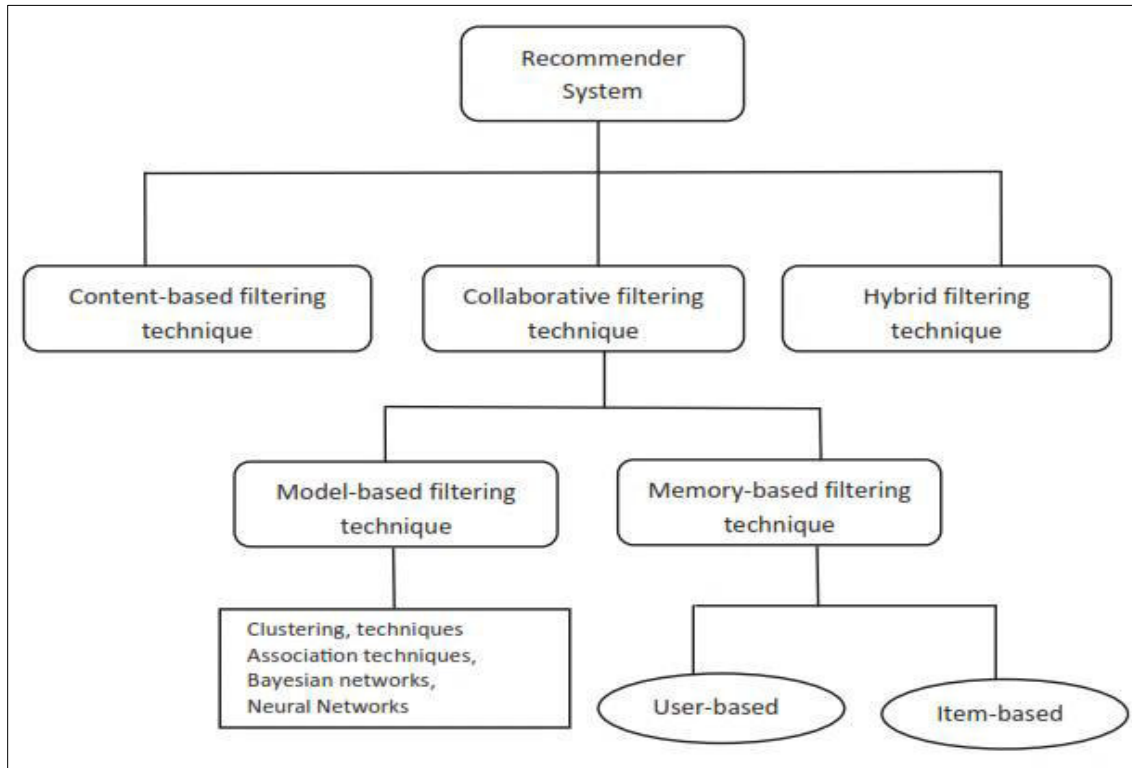 Recommender
System
Content-based filtering
technique
Collaborative filtering
technique
Hybrid filtering
technique
Model-based filtering
technique
Memory-based filtering
technique
Clustering, techniques
Association techniques,
Bayesian networks,
Neural Networks
User-based
Item-based